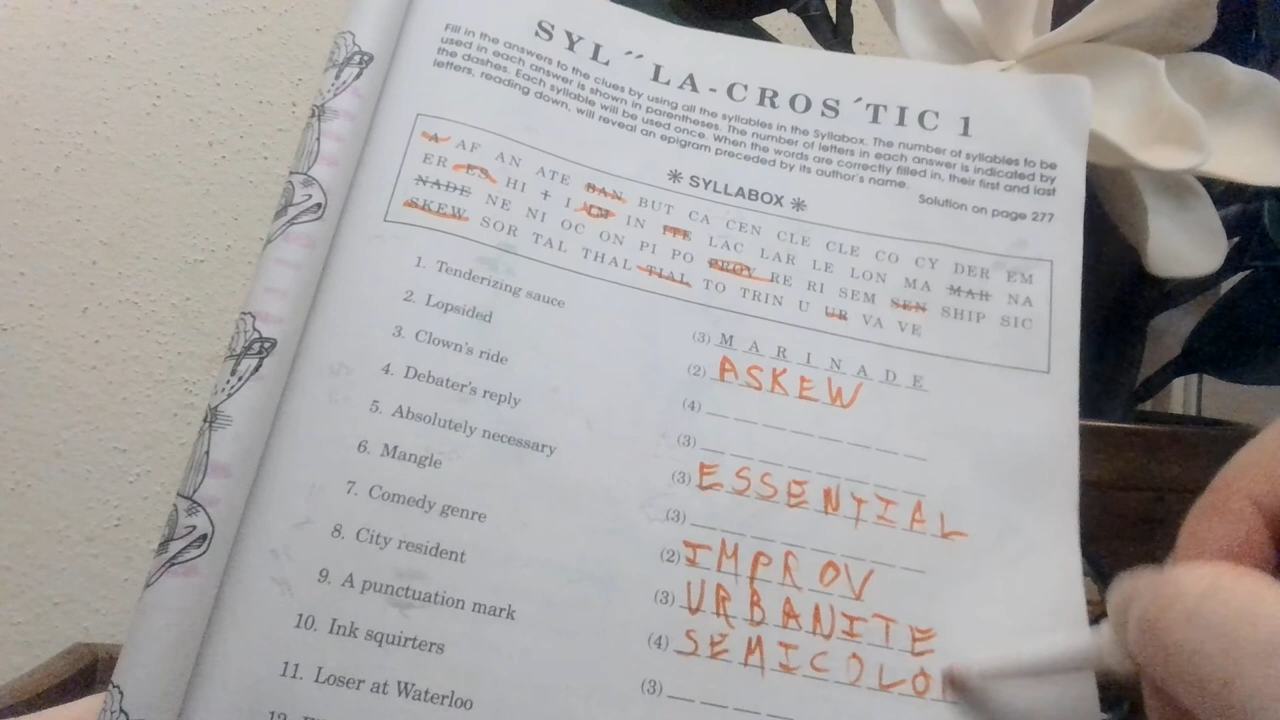 SYL´´LA-CROS´TIC 1
Fill in the answers to the clues by using all the syllables in the Syllabox. The number of syllables to be
used in each answer is shown in parentheses. The number of letters in each answer is indicated by
the dashes. Each syllable will be used once. When the words are correctly filled in, their first and last
letters, reading down, will reveal an epigram preceded by its author's name.
Solution on page 277
* SYLLABOX *
A AF AN ATE BAN BUT CA CEN CLE CLE CO CY DER EM
ER ES HI I I IM IN ITE LAC LAR LE LON MA MAR NA
NADE NE NI OC ON PI PO PROV RE RI SEM SEN SHIP SIC
SKEW SOR TAL THAL TIAL TO TRIN U UR VA VE
1. Tenderizing sauce (3) MARINADE
2. Lopsided (2) ASKEW
3. Clown's ride (4)
4. Debater's reply (3)
5. Absolutely necessary (3) ESSENTIAL
6. Mangle (3)
7. Comedy genre (2) IMPROV
8. City resident (3) URBANITE
9. A punctuation mark (4) SEMICOLO
10. Ink squirters (3)
11. Loser at Waterloo
12.